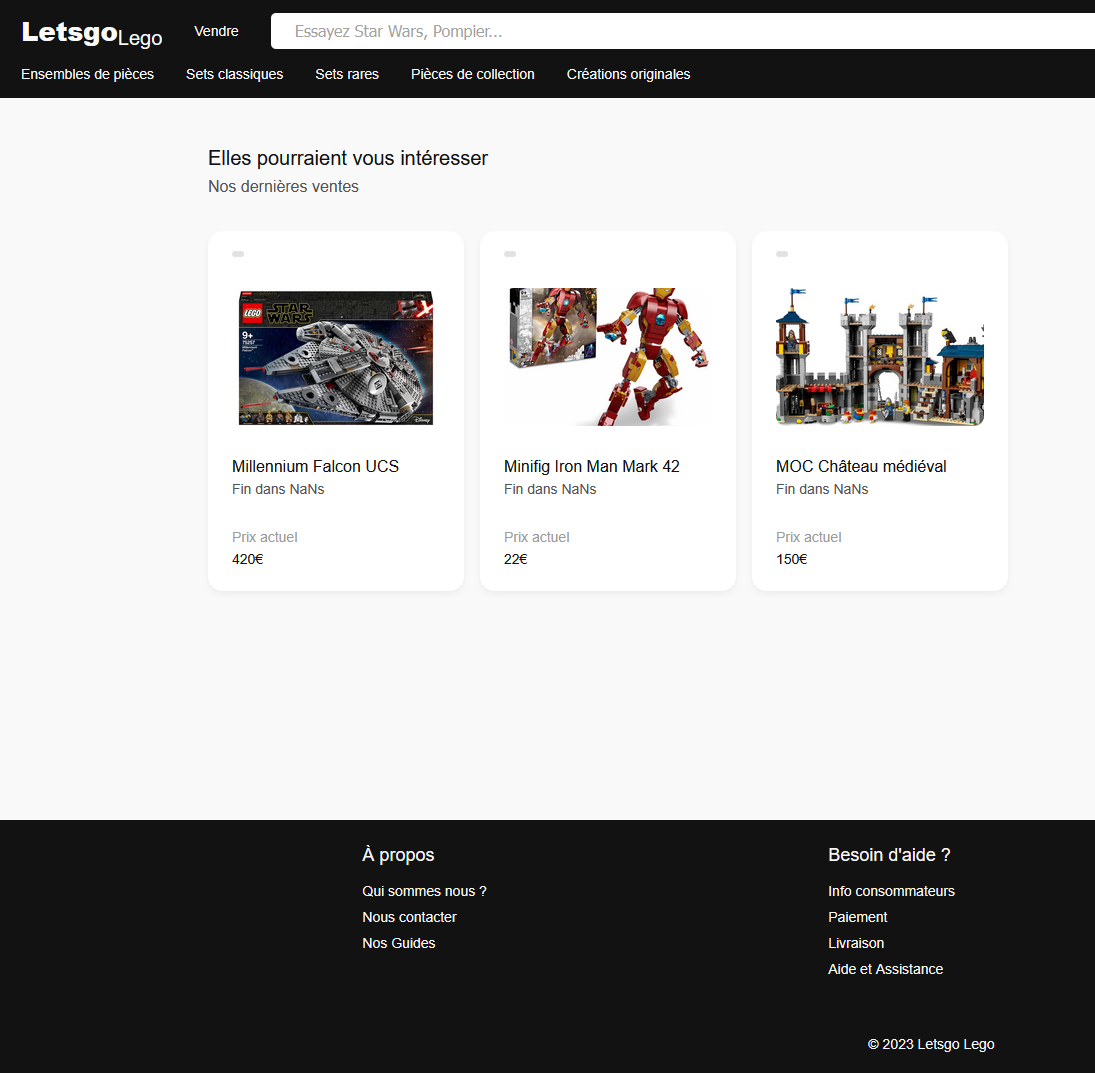 LetsgoLego Vendre Essayez Star Wars, Pompier...
Ensembles de pièces Sets classiques Sets rares Pièces de collection Créations originales
Elles pourraient vous intéresser
Nos dernières ventes
LEGO STAR WARS
9+
75257
Disney
Millennium Falcon UCS
Fin dans NaNs
Prix actuel
420€
Minifig Iron Man Mark 42
Fin dans NaNs
Prix actuel
22€
MOC Château médiéval
Fin dans NaNs
Prix actuel
150€
À propos
Qui sommes nous ?
Nous contacter
Nos Guides
Besoin d'aide ?
Info consommateurs
Paiement
Livraison
Aide et Assistance
© 2023 Letsgo Lego